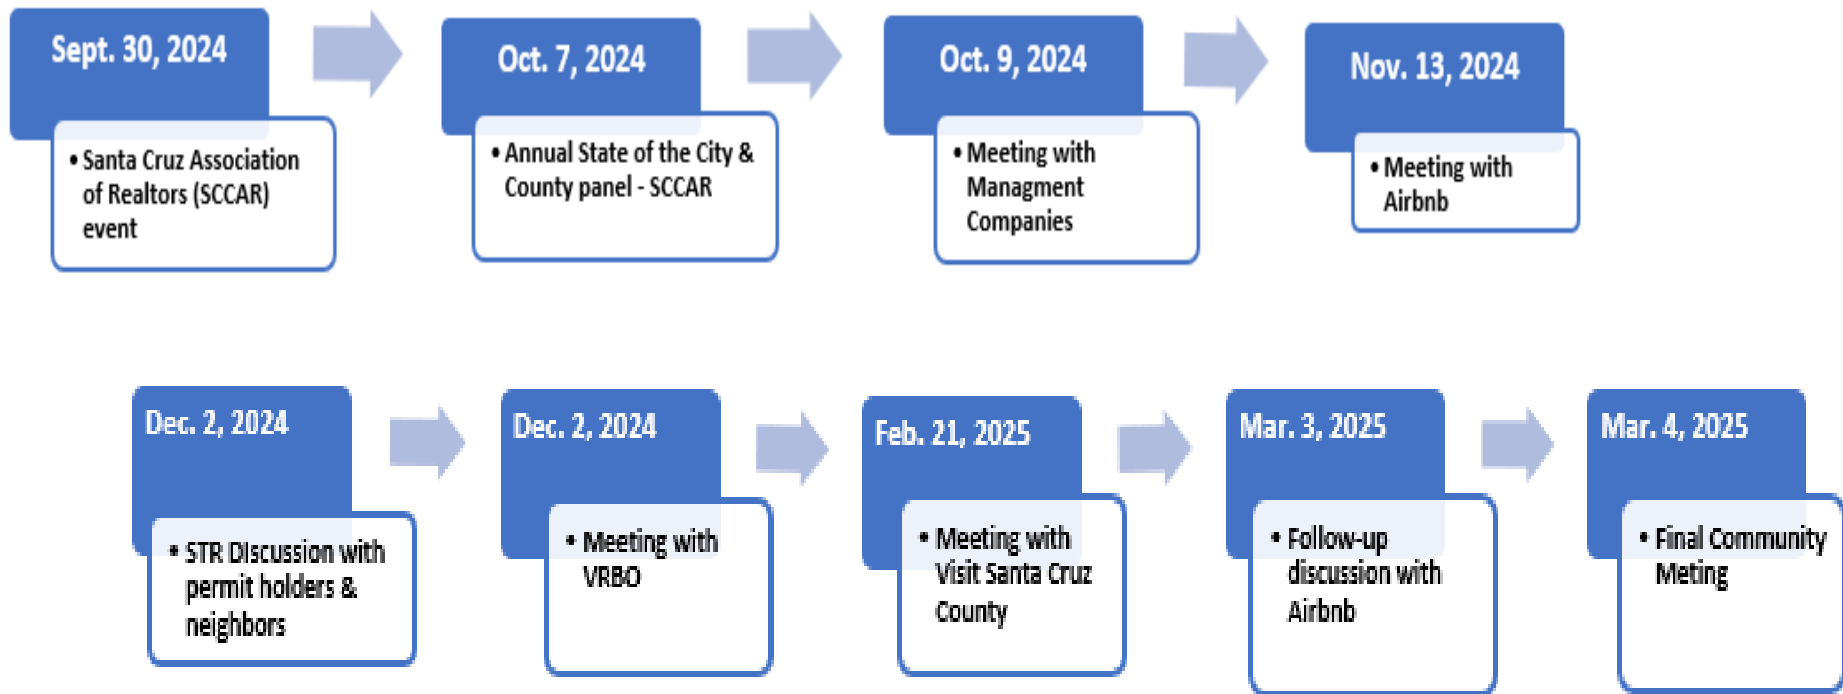 Sept. 30, 2024
• Santa Cruz Association
of Realtors (SCCAR)
event
Oct. 7, 2024
• Annual State of the City &
County panel - SCCAR
Oct. 9, 2024
• Meeting with
Managment
Companies
Nov. 13, 2024
• Meeting with
Airbnb
Dec. 2, 2024
• STR DIscussion with
permit holders &
neighbors
Dec. 2, 2024
• Meeting with
VRBO
Feb. 21, 2025
• Meeting with
Visit Santa Cruz
County
Mar. 3, 2025
• Follow-up
discussion with
Airbnb
Mar. 4, 2025
• Final Community
Meting